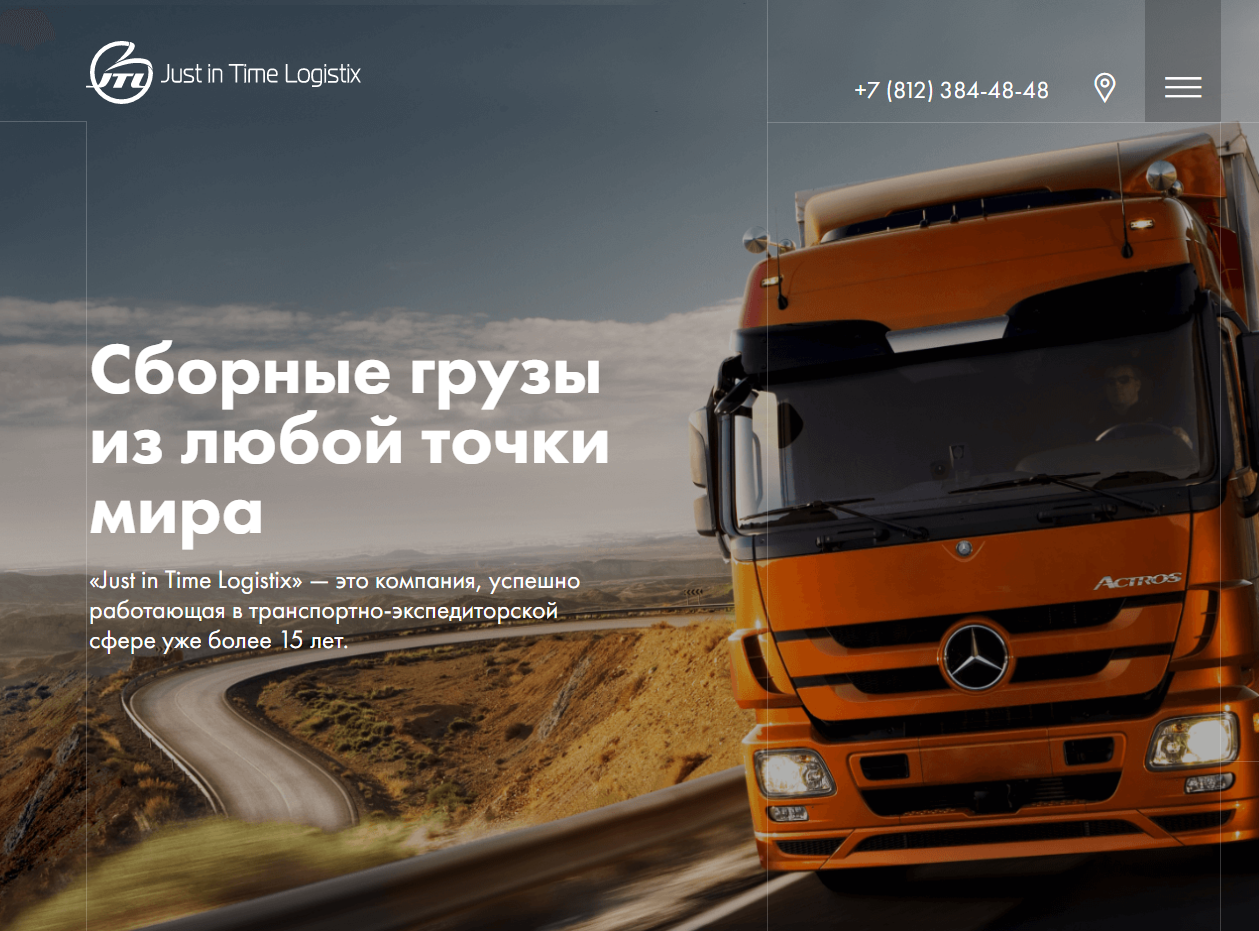 JTL Just in Time Logistix
+7 (812) 384-48-48
Сборные грузы
из любой точки
мира
«Just in Time Logistix» — это компания, успешно
работающая в транспортно-экспедиторской
сфере уже более 15 лет.
ACTROS